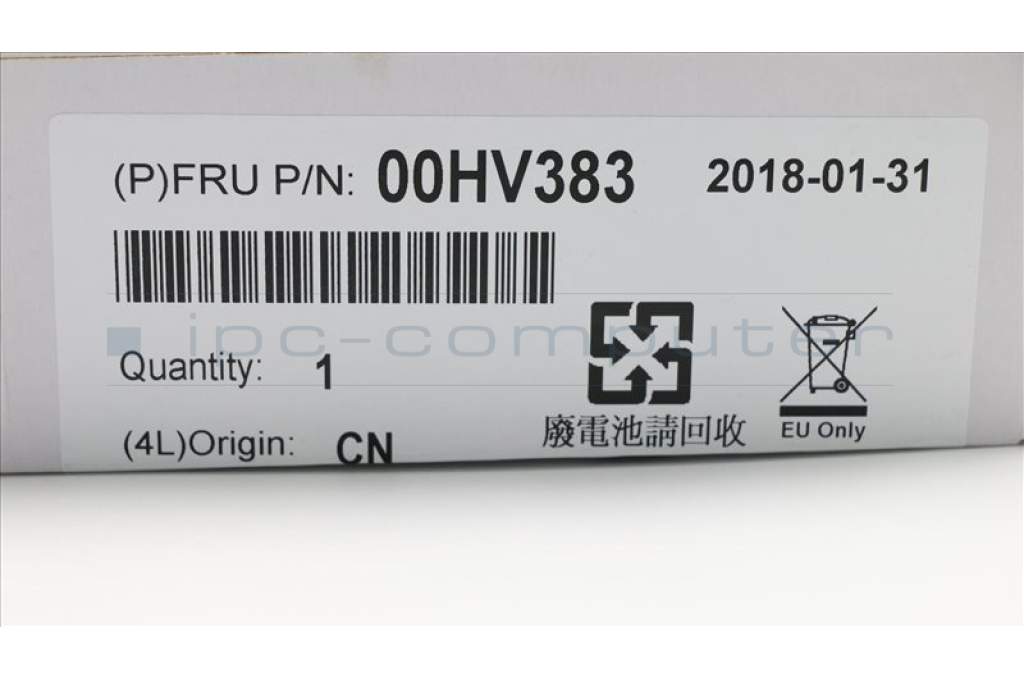 (P)FRU P/N: 00HV383 2018-01-31
ipc-computer
Quantity: 1
廢電池請回收
EU Only
(4L)Origin: CN